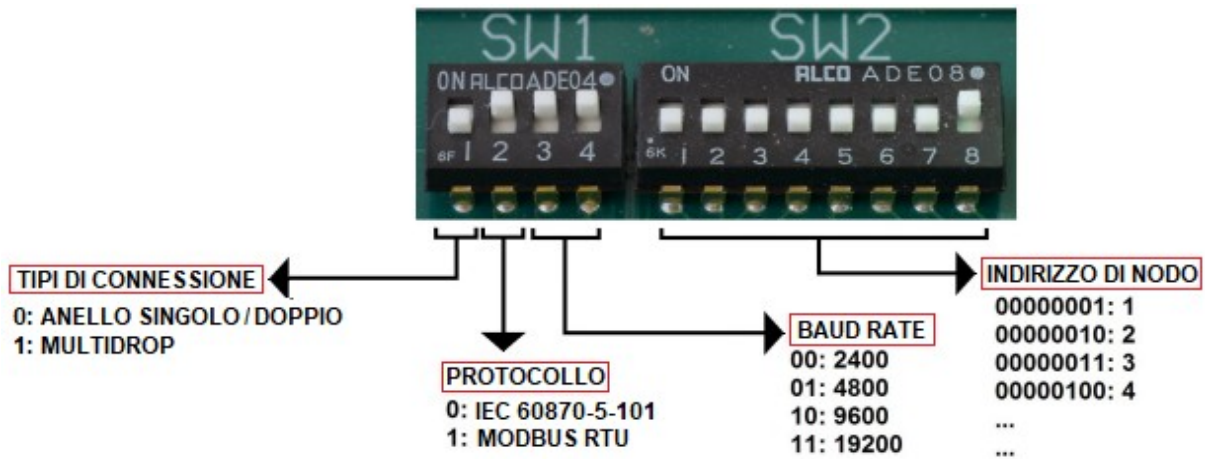 SW1 SW2
ON ALCO ADE04
ON ALCO ADE08
6F 1 2 3 4
6K 1 2 3 4 5 6 7 8
TIPI DI CONNESSIONE
0: ANELLO SINGOLO / DOPPIO
1: MULTIDROP
PROTOCOLLO
0: IEC 60870-5-101
1: MODBUS RTU
BAUD RATE
00: 2400
01: 4800
10: 9600
11: 19200
INDIRIZZO DI NODO
00000001: 1
00000010: 2
00000011: 3
00000100: 4
...
...